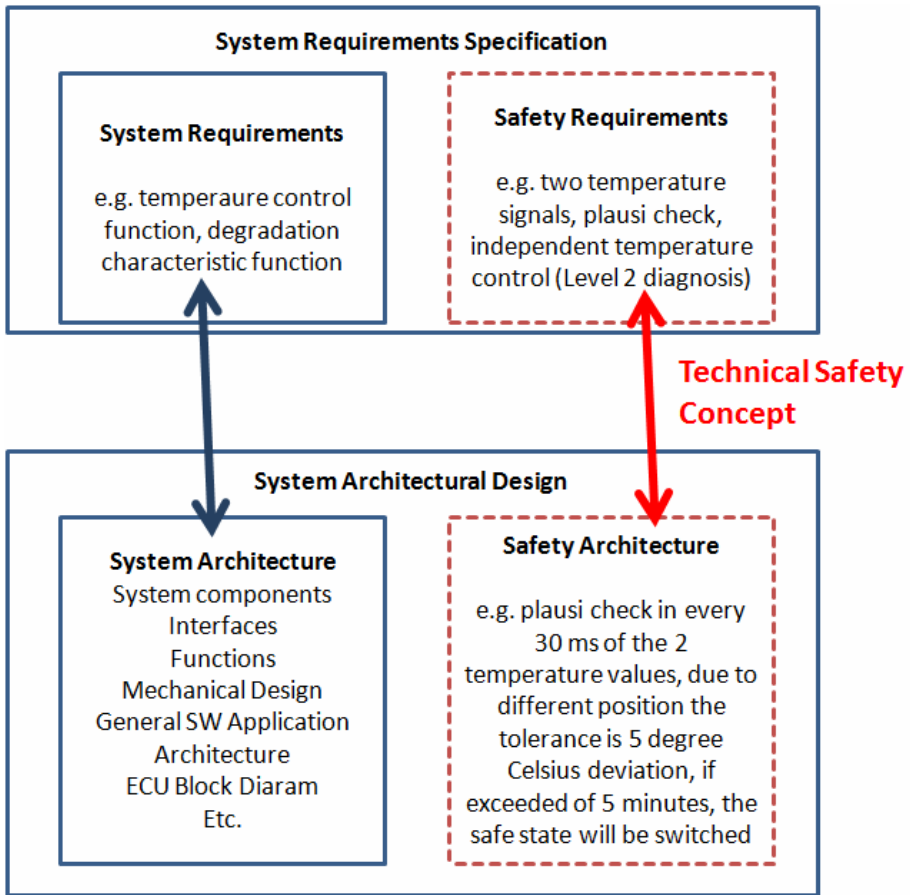 System Requirements Specification
System Requirements
e.g. temperaure control
function, degradation
characteristic function
Safety Requirements
e.g. two temperature
signals, plausi check,
independent temperature
control (Level 2 diagnosis)
Technical Safety
Concept
System Architectural Design
System Architecture
System components
Interfaces
Functions
Mechanical Design
General SW Application
Architecture
ECU Block Diaram
Etc.
Safety Architecture
e.g. plausi check in every
30 ms of the 2
temperature values, due to
different position the
tolerance is 5 degree
Celsius deviation, if
exceeded of 5 minutes, the
safe state will be switched